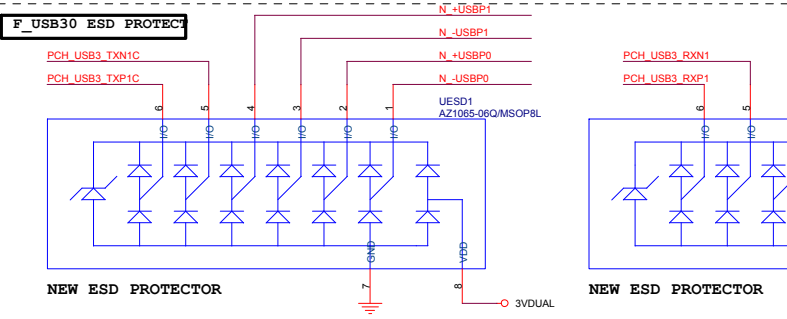 F_USB30 ESD PROTECT
N_+USBP1
N_-USBP1
PCH_USB3_TXN1C
N_+USBP0
PCH_USB3_RXN1
PCH_USB3_TXP1C
N_-USBP0
PCH_USB3_RXP1
6
5
4
3
2
1
6
5
UESD1
AZ1065-06Q/MSOP8L
I/O
I/O
I/O
I/O
I/O
I/O
I/O
I/O
GND
VDD
7
8
NEW ESD PROTECTOR
NEW ESD PROTECTOR
3VDUAL